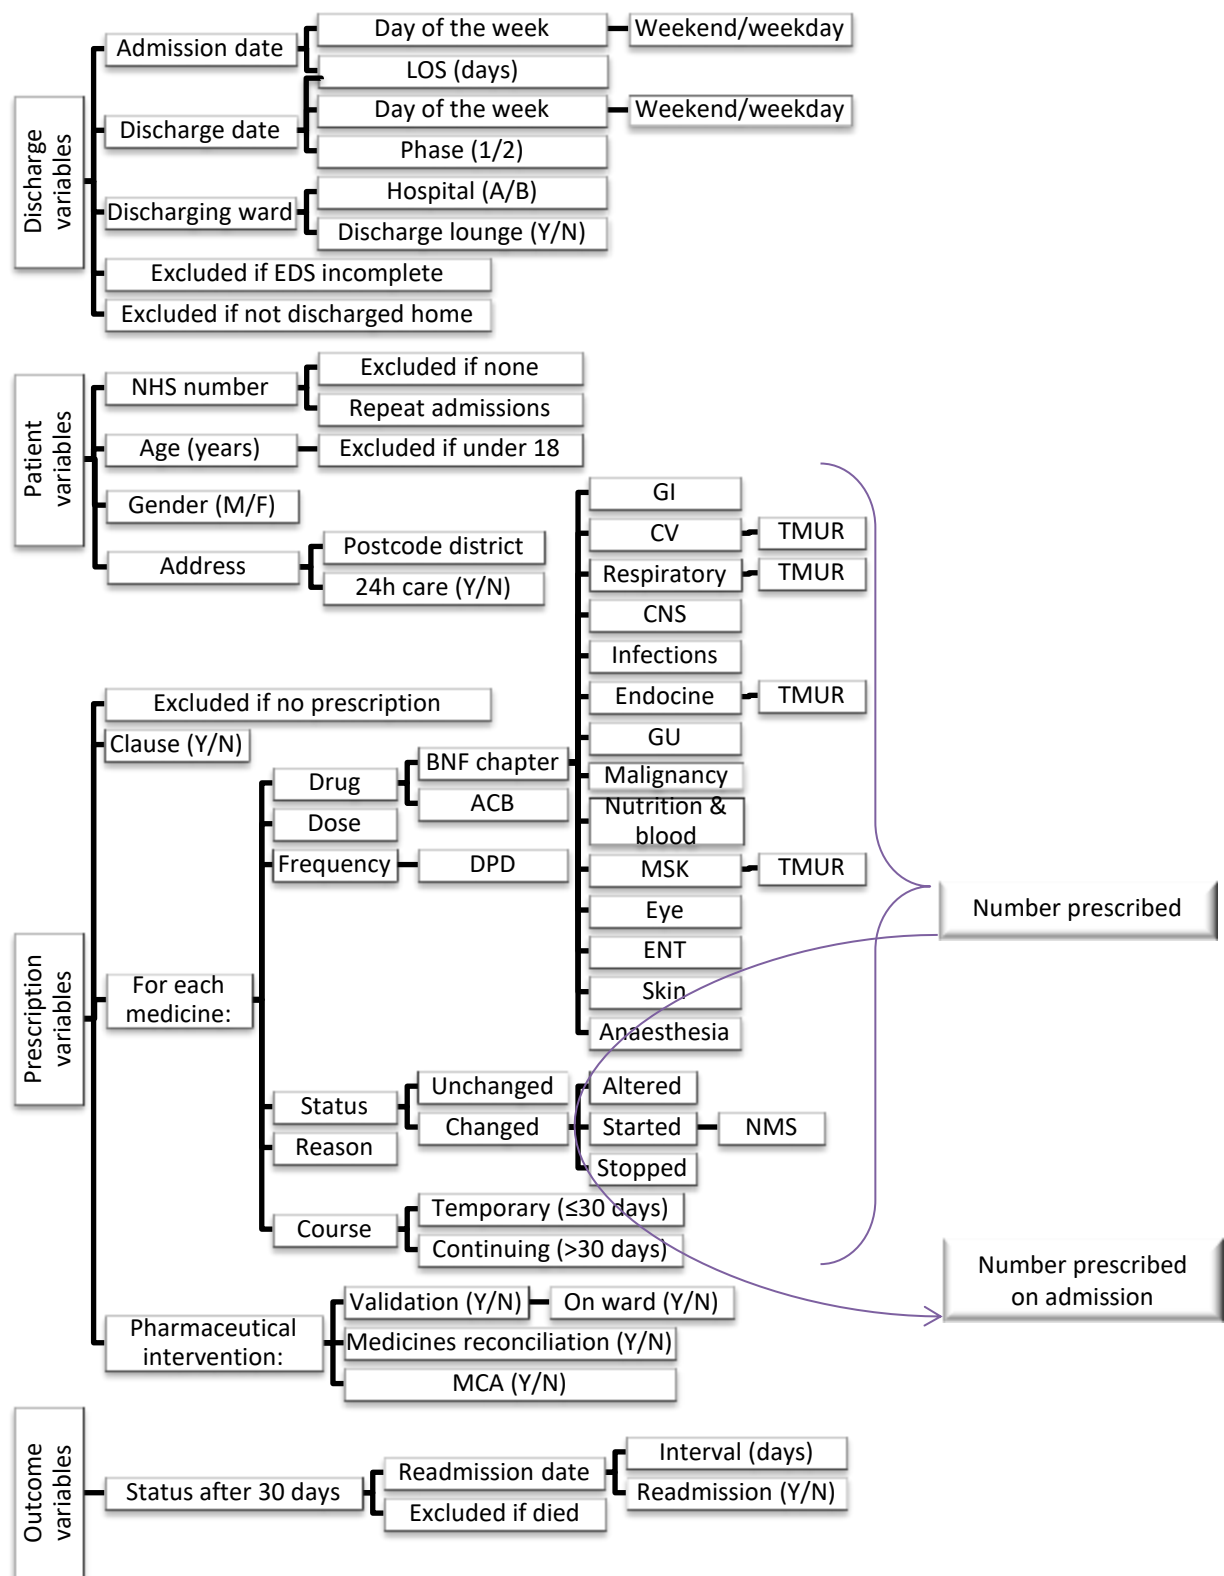 Discharge
variables
Admission date
Day of the week
Weekend/weekday
LOS (days)
Discharge date
Day of the week
Weekend/weekday
Phase (1/2)
Discharging ward
Hospital (A/B)
Discharge lounge (Y/N)
Excluded if EDS incomplete
Excluded if not discharged home
Patient
variables
NHS number
Excluded if none
Repeat admissions
Age (years)
Excluded if under 18
Gender (M/F)
Address
Postcode district
24h care (Y/N)
Prescription
variables
Excluded if no prescription
Clause (Y/N)
For each
medicine:
Drug
BNF chapter
GI
CV
TMUR
Respiratory
TMUR
CNS
Infections
Endocine
TMUR
GU
Malignancy
Nutrition &
blood
MSK
TMUR
Eye
ENT
Skin
Anaesthesia
ACB
Dose
Frequency
DPD
Status
Unchanged
Changed
Altered
Started
NMS
Stopped
Reason
Course
Temporary (≤30 days)
Continuing (>30 days)
Number prescribed
Number prescribed
on admission
Pharmaceutical
intervention:
Validation (Y/N)
On ward (Y/N)
Medicines reconciliation (Y/N)
MCA (Y/N)
Outcome
variables
Status after 30 days
Readmission date
Interval (days)
Readmission (Y/N)
Excluded if died